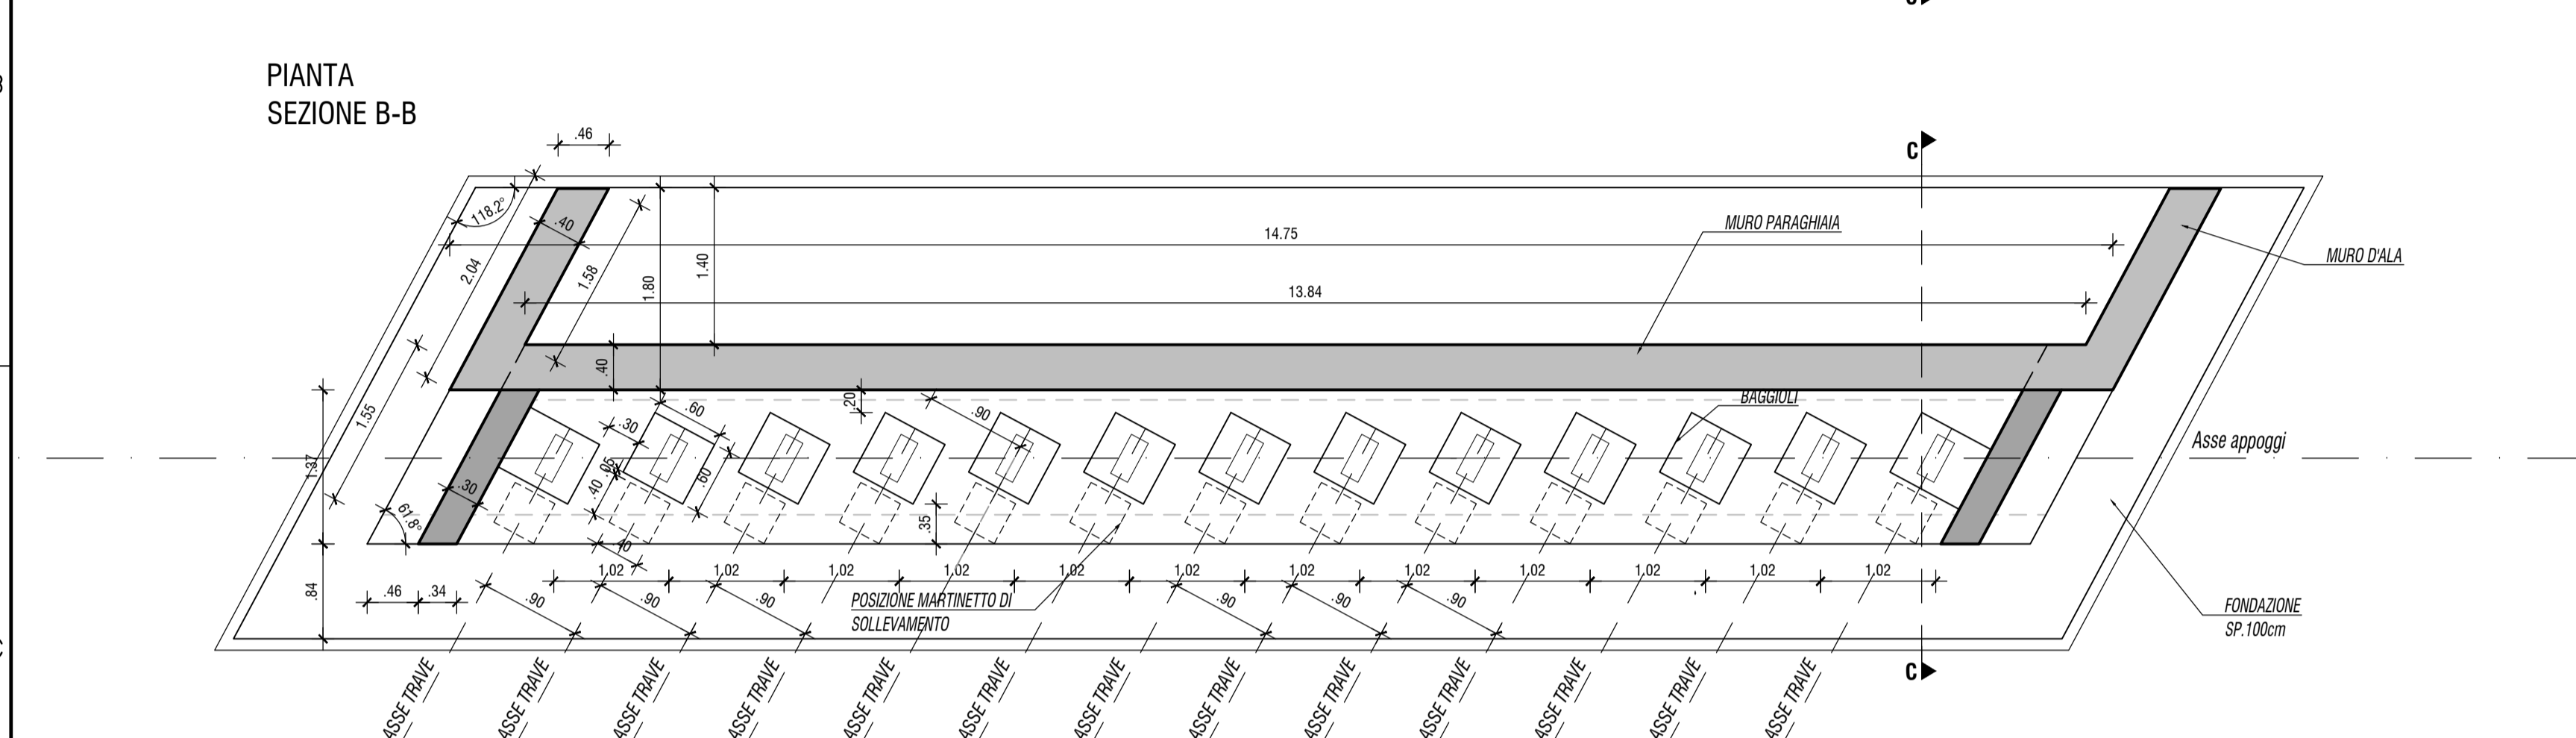 PIANTA
SEZIONE B-B
.46
C
118.2°
.40
MURO PARAGHIAIA
14.75
MURO D'ALA
2.04
1.58
1.80
1.40
13.84
.40
1.55
.20
.60
.90
BAGGIOLI
.30
Asse appoggi
1.37
.05
.60
.40
.30
61.8°
.35
.40
1.02
1.02
1.02
1.02
1.02
1.02
1.02
1.02
1.02
1.02
1.02
1.02
.84
.46
.34
.90
.90
.90
.90
.90
.90
POSIZIONE MARTINETTO DI
SOLLEVAMENTO
FONDAZIONE
SP.100cm
C
ASSE TRAVE
ASSE TRAVE
ASSE TRAVE
ASSE TRAVE
ASSE TRAVE
ASSE TRAVE
ASSE TRAVE
ASSE TRAVE
ASSE TRAVE
ASSE TRAVE
ASSE TRAVE
ASSE TRAVE
ASSE TRAVE